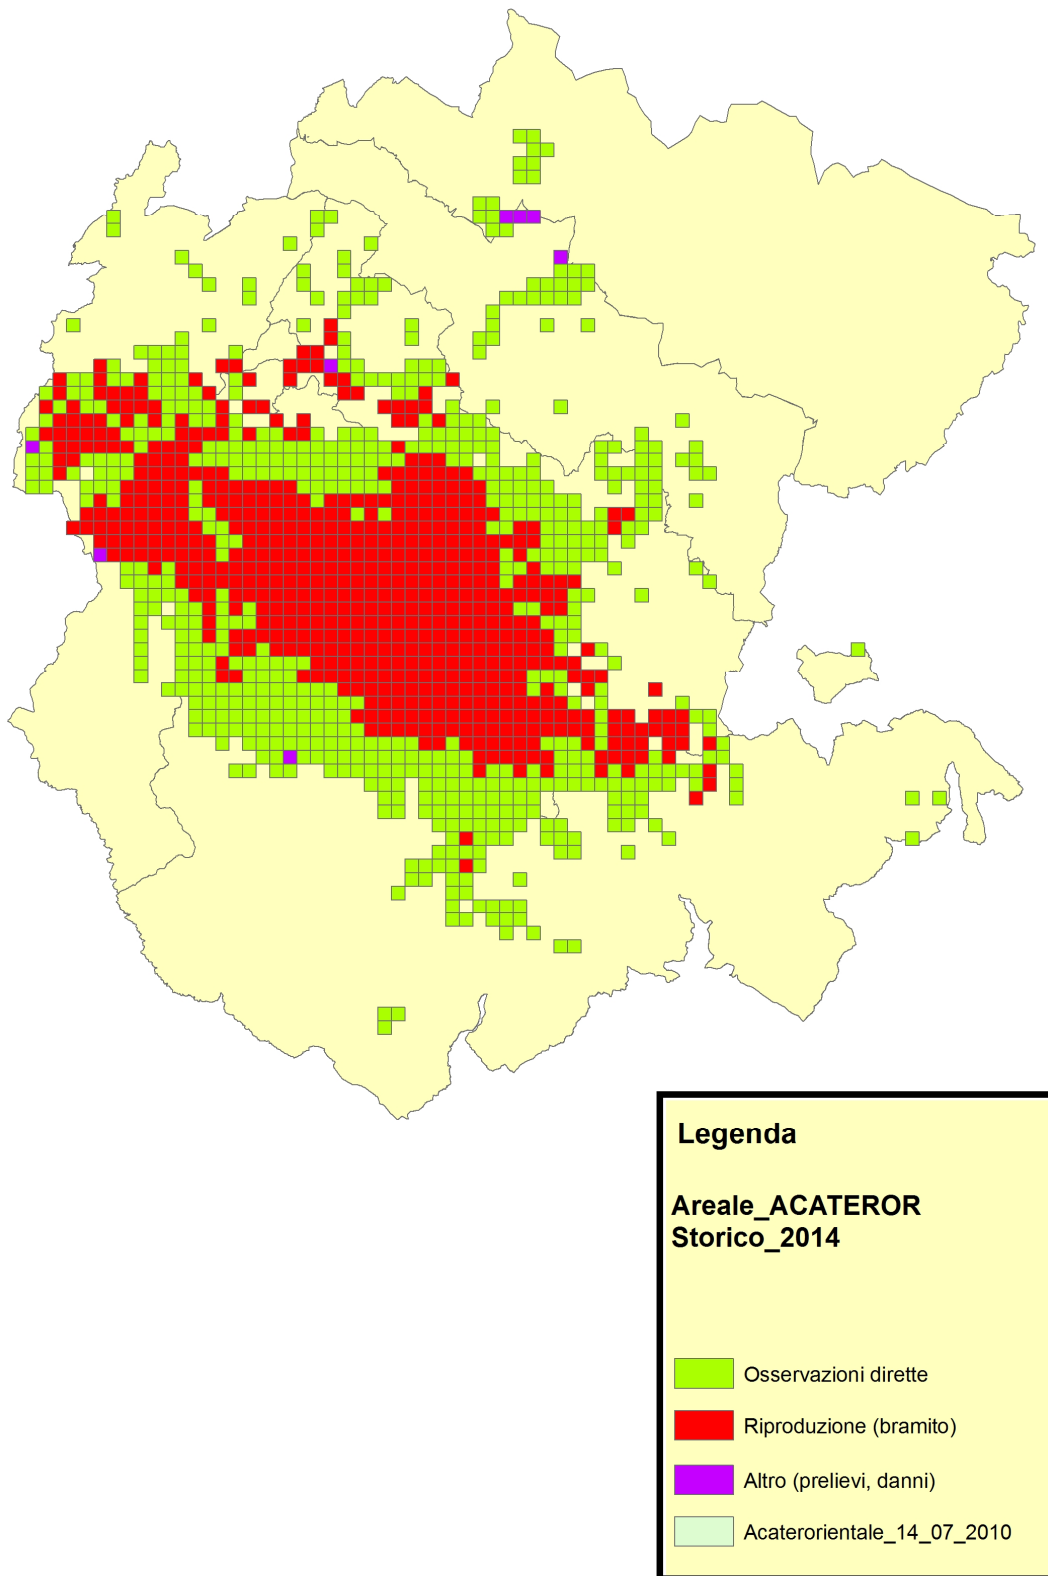 Legenda
Areale_ACATEROR
Storico_2014
Osservazioni dirette
Riproduzione (bramito)
Altro (prelievi, danni)
Acaterorientale_14_07_2010